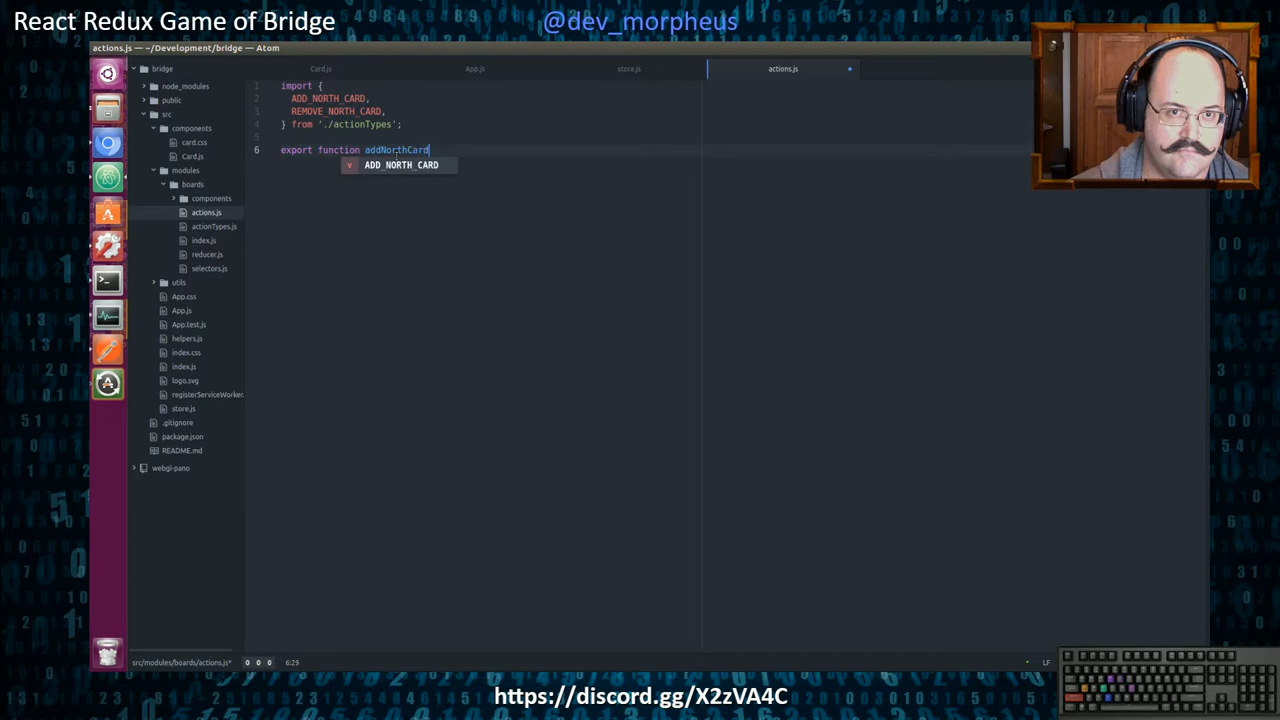 React Redux Game of Bridge
@dev_morpheus
actions.js — ~/Development/bridge — Atom
bridge
node_modules
public
src
components
card.css
Card.js
modules
boards
components
actions.js
actionTypes.js
index.js
reducer.js
selectors.js
utils
App.css
App.js
App.test.js
helpers.js
index.css
index.js
logo.svg
registerServiceWorker.
store.js
.gitignore
package.json
README.md
webgl-pano
Card.js
App.js
store.js
actions.js
1 import {
2 ADD_NORTH_CARD,
3 REMOVE_NORTH_CARD,
4 } from './actionTypes';
5
6 export function addNorthCard
v ADD_NORTH_CARD
src/modules/boards/actions.js*
0 0 0
6:29
LF
https://discord.gg/X2zVA4C